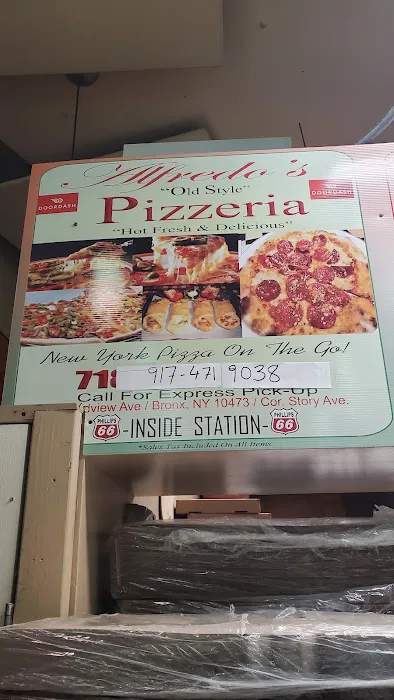 Alfredo's
"Old Style"
DOORDASH
DOORDASH
Pizzeria
"Hot Fresh & Delicious"
New York Pizza On The Go!
718 917-471 9038
Call For Express Pick-Up
dview Ave / Bronx, NY 10473 / Cor. Story Ave.
PHILLIPS 66 -INSIDE STATION- PHILLIPS 66
*Sales Tax Included On All Items